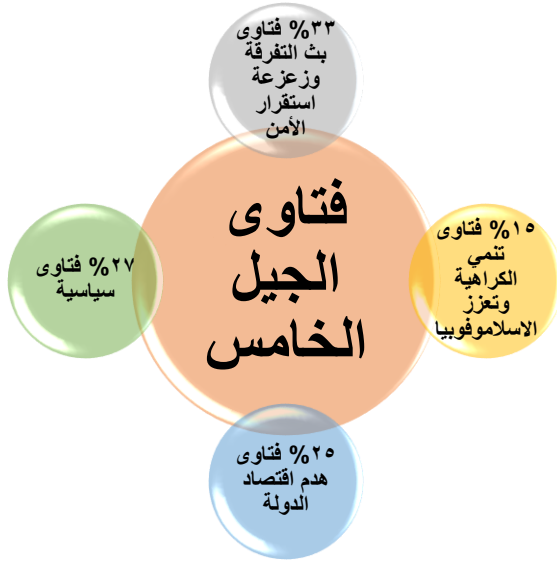 ٣٣% فتاوى
بث التفرقة
وزعزعة
استقرار
الأمن
فتاوى
الجيل
الخامس
١٥% فتاوى
تنمي
الكراهية
وتعزز
الاسلاموفوبيا
٢٧% فتاوى
سياسية
٢٥% فتاوى
هدم اقتصاد
الدولة